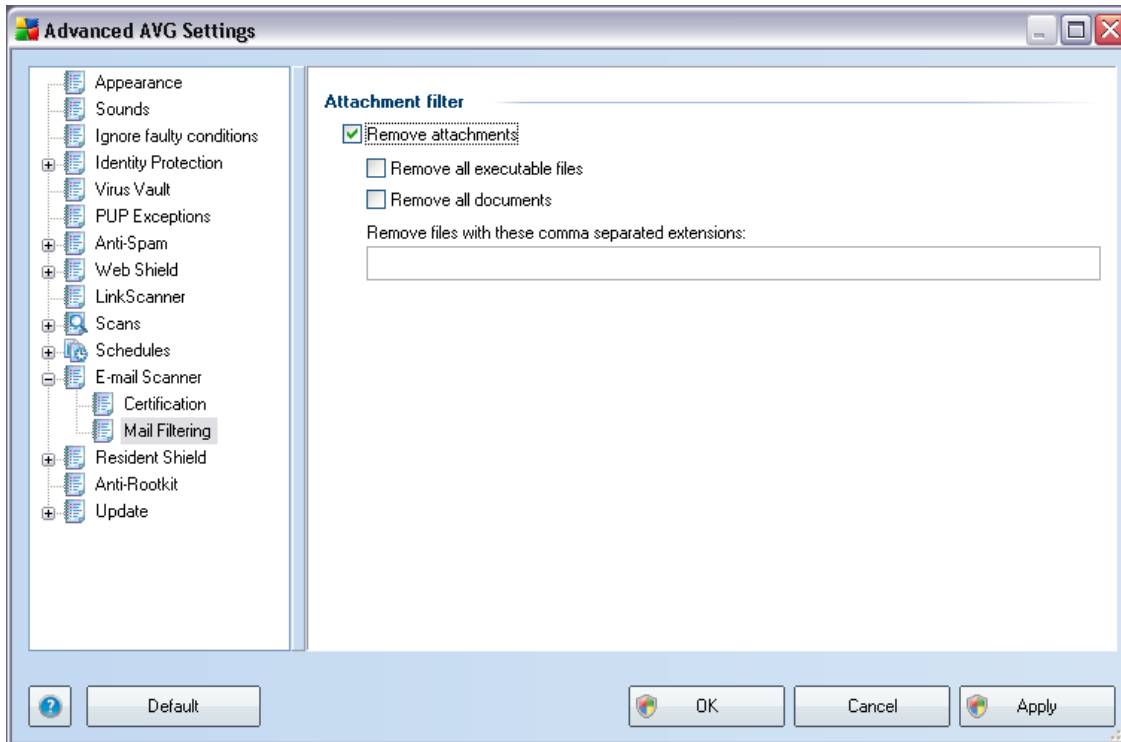 Advanced AVG Settings
Appearance
Sounds
Ignore faulty conditions
Identity Protection
Virus Vault
PUP Exceptions
Anti-Spam
Web Shield
LinkScanner
Scans
Schedules
E-mail Scanner
Certification
Mail Filtering
Resident Shield
Anti-Rootkit
Update
Attachment filter
Remove attachments
Remove all executable files
Remove all documents
Remove files with these comma separated extensions:
?
Default
OK
Cancel
Apply